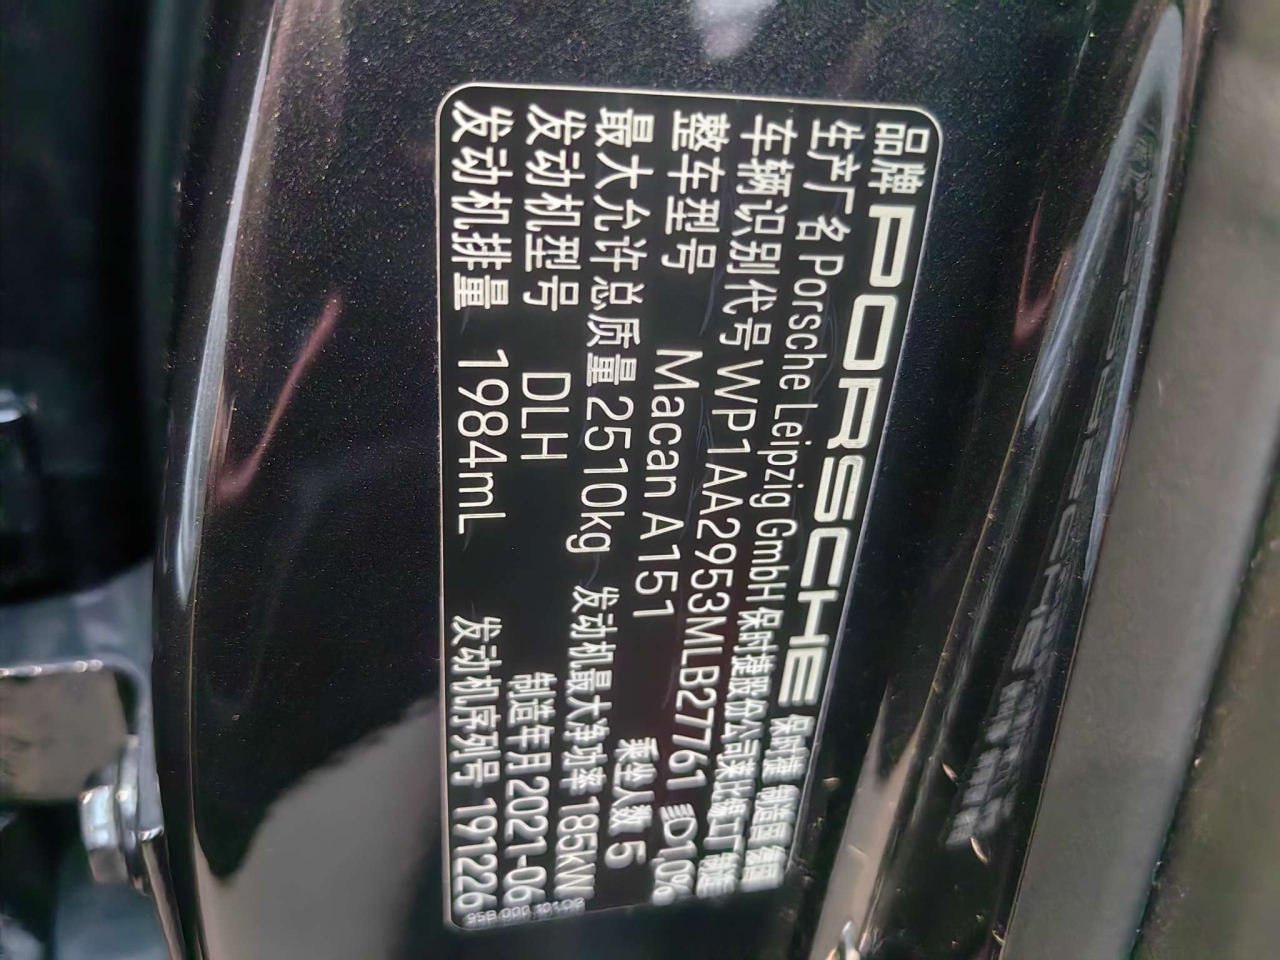 品牌 PORSCHE 保时捷 制造国 德国
生产厂名 Porsche Leipzig GmbH 保时捷股份公司莱比锡工厂 制造
车辆识别代号 WP1AA2953MLB27761 D1,0%
整车型号 Macan A151 乘坐人数 5
最大允许总质量 2510kg 发动机最大净功率 185kW
发动机型号 DLH 制造年月 2021-06
发动机排量 1984mL 发动机序列号 191226